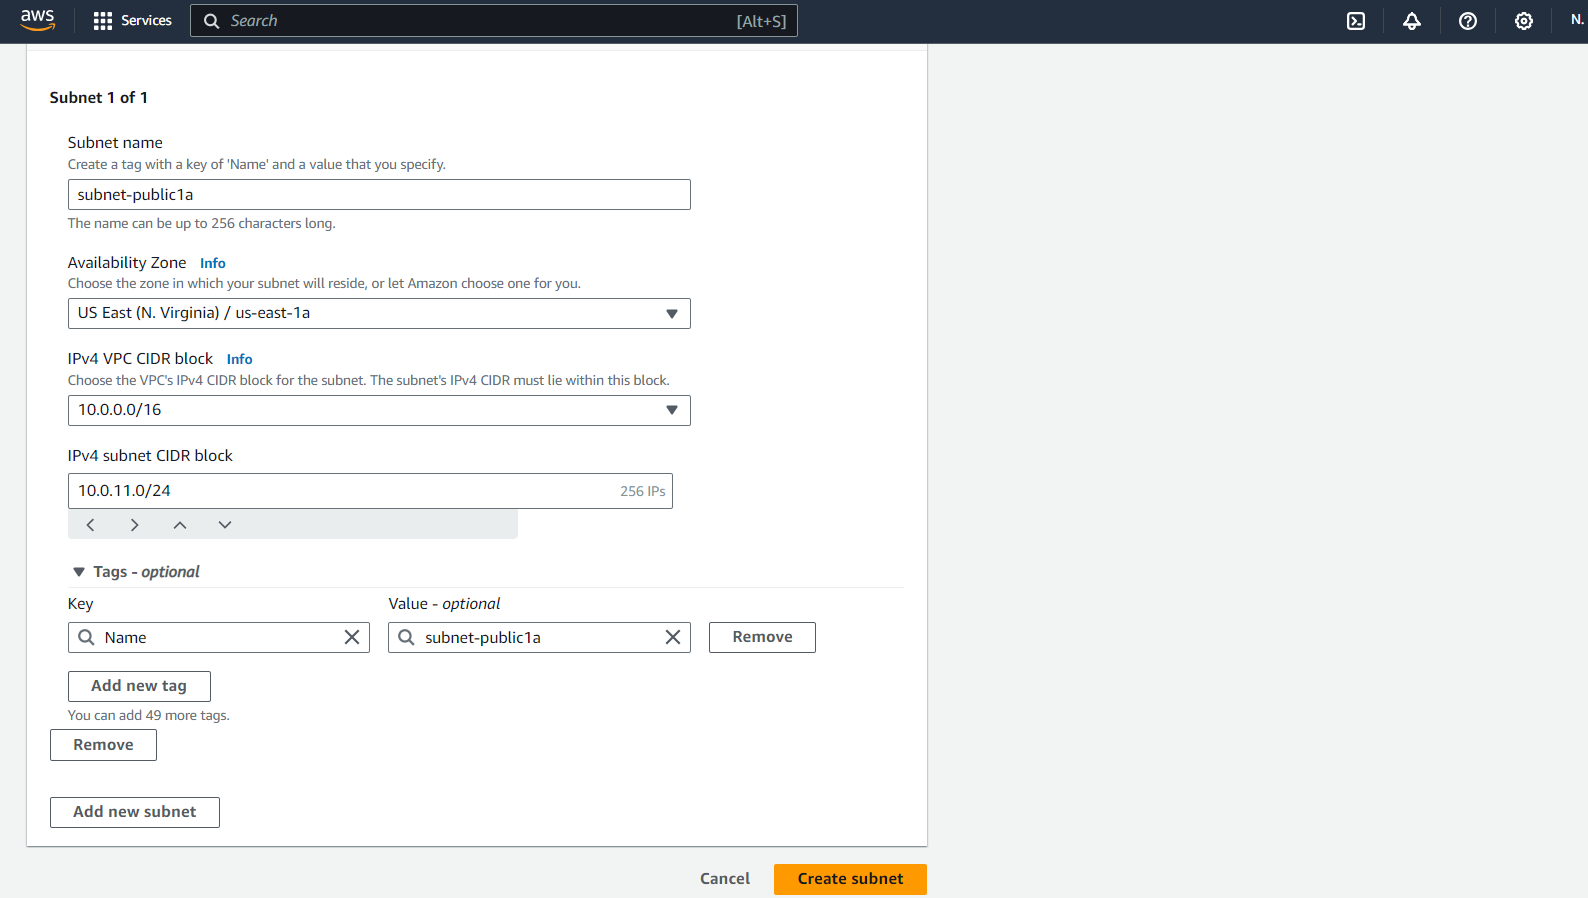 aws Services Search [Alt+S] N.
Subnet 1 of 1
Subnet name
Create a tag with a key of 'Name' and a value that you specify.
subnet-public1a
The name can be up to 256 characters long.
Availability Zone Info
Choose the zone in which your subnet will reside, or let Amazon choose one for you.
US East (N. Virginia) / us-east-1a
IPv4 VPC CIDR block Info
Choose the VPC's IPv4 CIDR block for the subnet. The subnet's IPv4 CIDR must lie within this block.
10.0.0.0/16
IPv4 subnet CIDR block
10.0.11.0/24 256 IPs
Tags - optional
Key Value - optional
Name subnet-public1a Remove
Add new tag
You can add 49 more tags.
Remove
Add new subnet
Cancel Create subnet